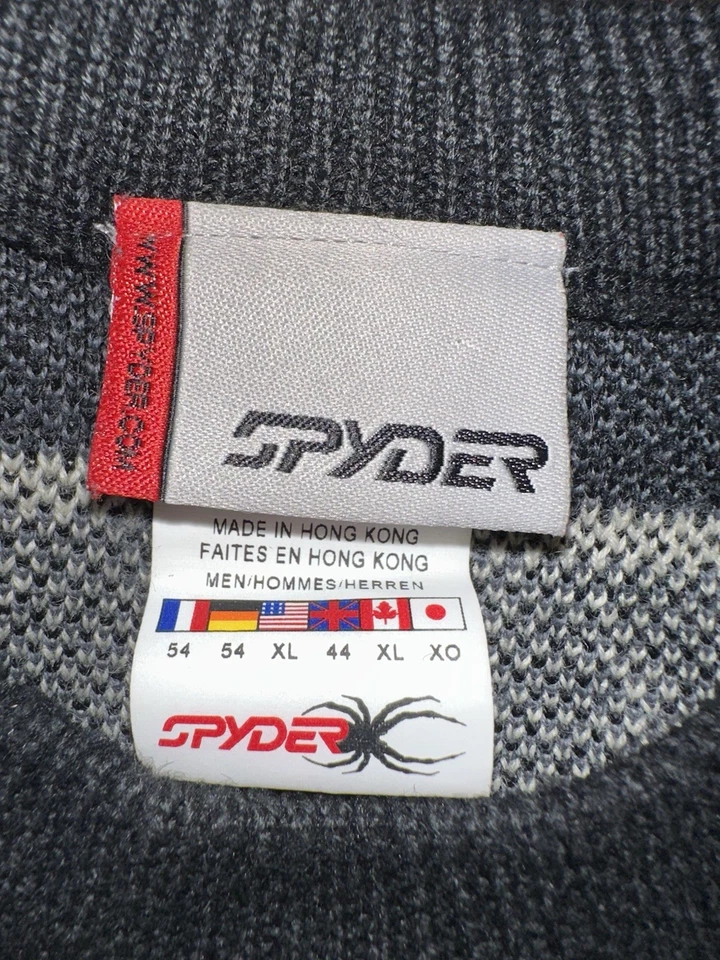 WWW.SPYDER.COM
SPYDER
MADE IN HONG KONG
FAITES EN HONG KONG
MEN/HOMMES/HERREN
54 54 XL 44 XL XO
SPYDER